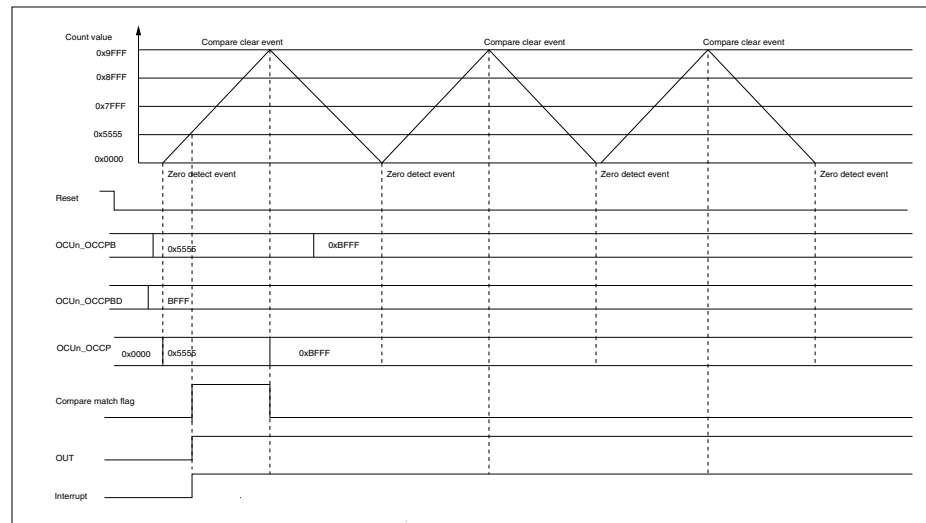 Count value
Compare clear event Compare clear event Compare clear event
0x9FFF
0x8FFF
0x7FFF
0x5555
0x0000
Zero detect event Zero detect event Zero detect event Zero detect event
Reset
OCUn_OCCPB 0x5555 0xBFFF
OCUn_OCCPBD BFFF
OCUn_OCCP 0x0000 0x5555 0xBFFF
Compare match flag
OUT
Interrupt